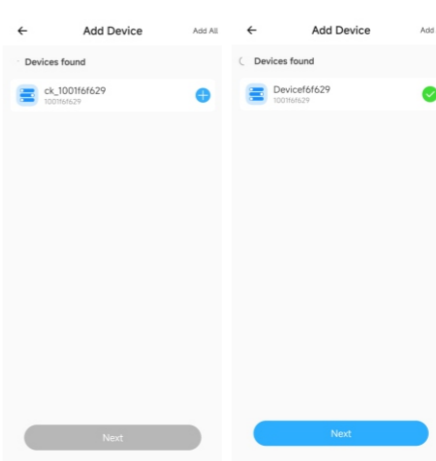 Add Device
Add All
Devices found
ck_1001f6f629
1001f6f629
Next
Add Device
Add
Devices found
Devicef6f629
1001f6f629
Next